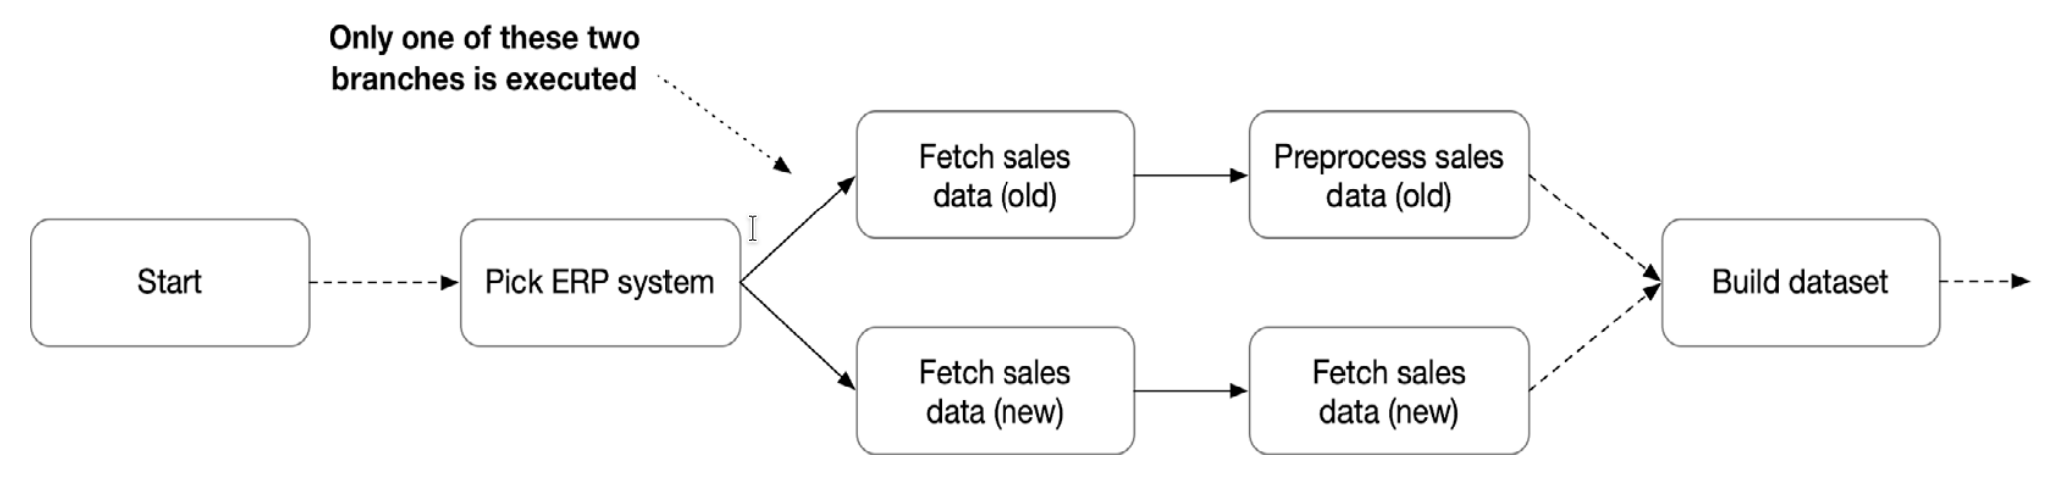 Only one of these two
branches is executed
Start
Pick ERP system
Fetch sales
data (old)
Preprocess sales
data (old)
Fetch sales
data (new)
Fetch sales
data (new)
Build dataset